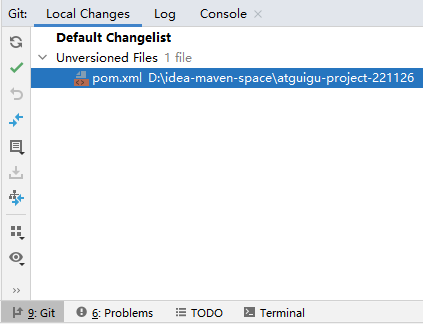 Git: Local Changes Log Console
Default Changelist
Unversioned Files 1 file
pom.xml D:\idea-maven-space\atguigu-project-221126
9: Git 6: Problems TODO Terminal